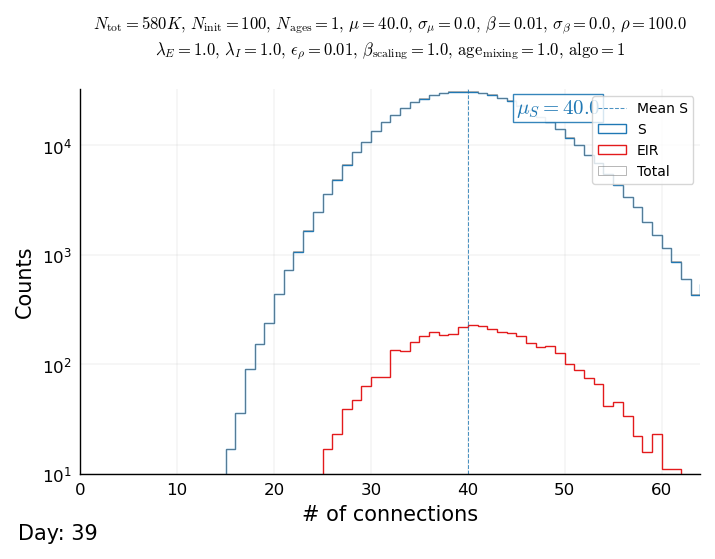 N_tot = 580K, N_init = 100, N_ages = 1, μ = 40.0, σ_μ = 0.0, β = 0.01, σ_β = 0.0, ρ = 100.0
λ_E = 1.0, λ_I = 1.0, ϵ_ρ = 0.01, β_scaling = 1.0, age_mixing = 1.0, algo = 1
μ_S = 40.0
Mean S
S
EIR
Total
10^4
10^3
10^2
10^1
Counts
0 10 20 30 40 50 60
# of connections
Day: 39